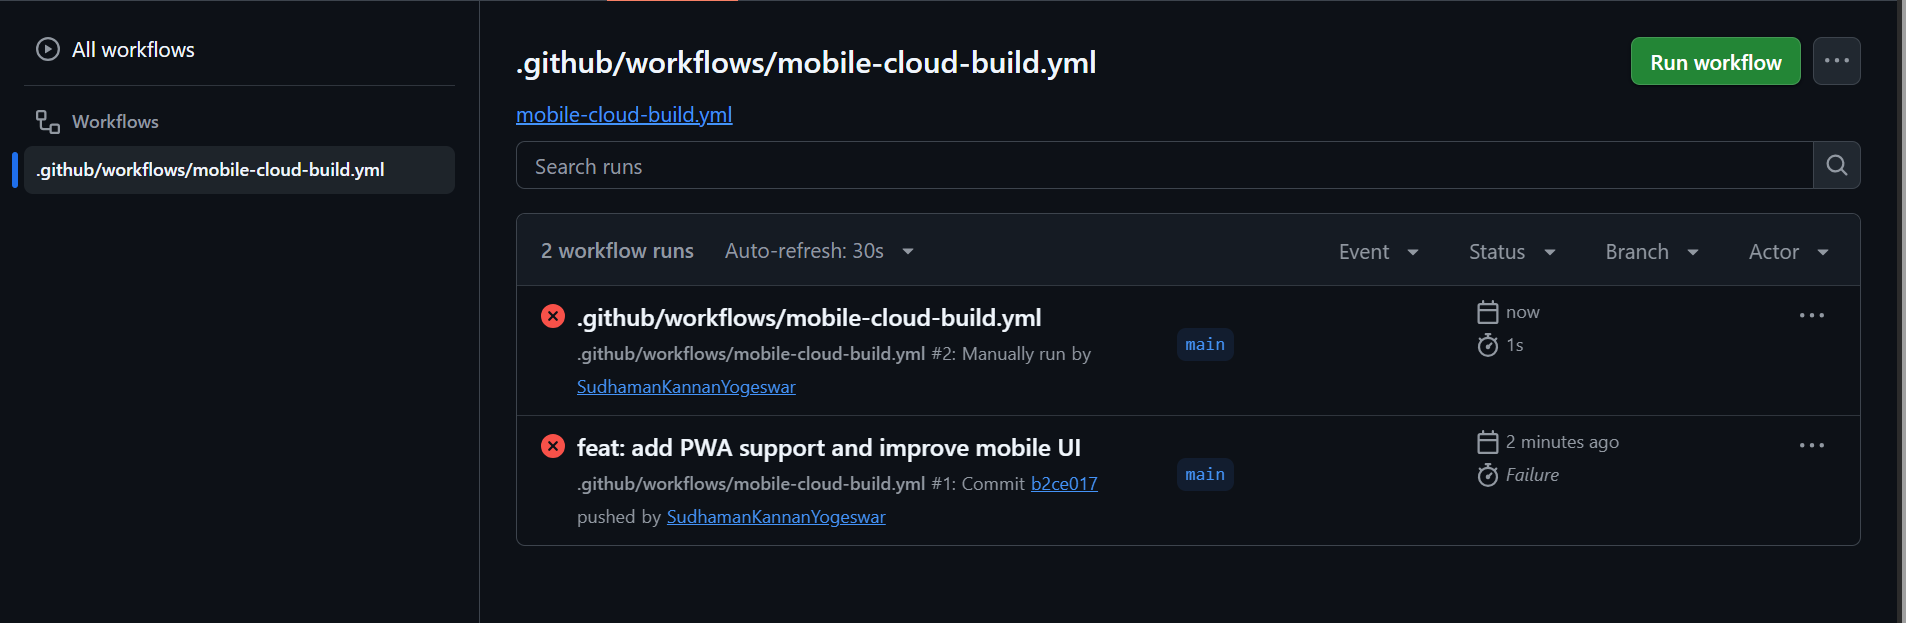 All workflows
Workflows
.github/workflows/mobile-cloud-build.yml
.github/workflows/mobile-cloud-build.yml
Run workflow
mobile-cloud-build.yml
Search runs
2 workflow runs Auto-refresh: 30s Event Status Branch Actor
.github/workflows/mobile-cloud-build.yml
.github/workflows/mobile-cloud-build.yml #2: Manually run by
SudhamanKannanYogeswar
main
now
1s
feat: add PWA support and improve mobile UI
.github/workflows/mobile-cloud-build.yml #1: Commit b2ce017
pushed by SudhamanKannanYogeswar
main
2 minutes ago
Failure